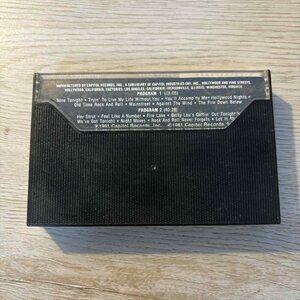 MANUFACTURED BY CAPITOL RECORDS, INC., A SUBSIDIARY OF CAPITOL INDUSTRIES-EMI, INC., HOLLYWOOD AND VINE STREETS,
HOLLYWOOD, CALIFORNIA. FACTORIES: LOS ANGELES, CALIFORNIA; JACKSONVILLE, ILLINOIS; WINCHESTER, VIRGINIA
PROGRAM 1
Nine Tonight • Tryin' To Live My Life Without You • You'll Accomp'ny Me • Hollywood Nights •
Old Time Rock And Roll • Mainstreet • Against The Wind • The Fire Down Below
PROGRAM 2 (40:28)
Her Strut • Feel Like A Number • Fire Lake • Betty Lou's Gettin' Out Tonight •
We've Got Tonight • Night Moves • Rock And Roll Never Forgets • Let It Ro
℗1981 Capitol Records, Inc. ©1981 Capitol Records